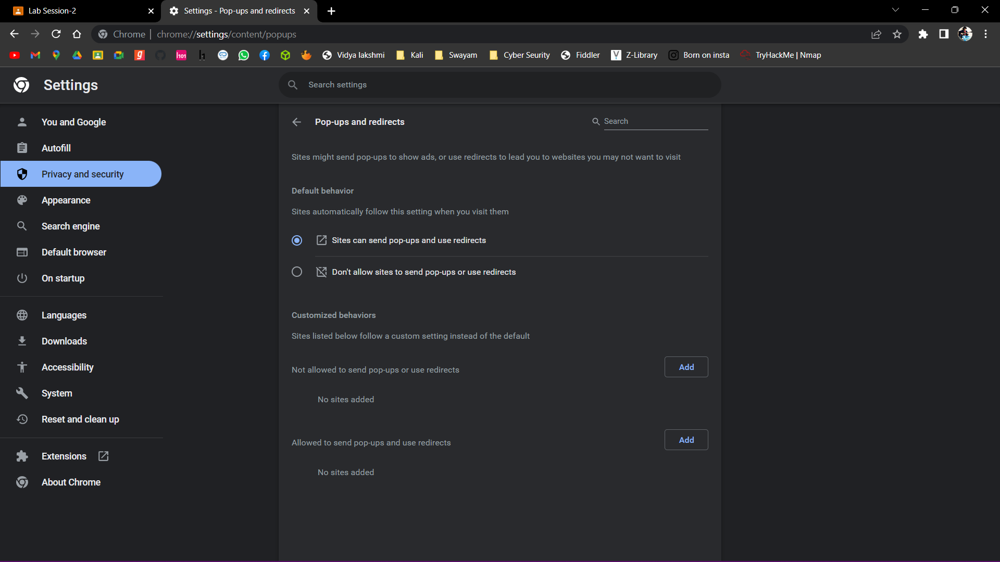 Lab Session-2
Settings - Pop-ups and redirects
Chrome
chrome://settings/content/popups
g
h101
h
Vidya lakshmi
Kali
Swayam
Cyber Seurity
Fiddler
Z-Library
Born on insta
TryHackMe | Nmap
Settings
Search settings
You and Google
Autofill
Privacy and security
Appearance
Search engine
Default browser
On startup
Languages
Downloads
Accessibility
System
Reset and clean up
Extensions
About Chrome
Pop-ups and redirects
Search
Sites might send pop-ups to show ads, or use redirects to lead you to websites you may not want to visit
Default behavior
Sites automatically follow this setting when you visit them
Sites can send pop-ups and use redirects
Don't allow sites to send pop-ups or use redirects
Customized behaviors
Sites listed below follow a custom setting instead of the default
Not allowed to send pop-ups or use redirects
Add
No sites added
Allowed to send pop-ups and use redirects
Add
No sites added